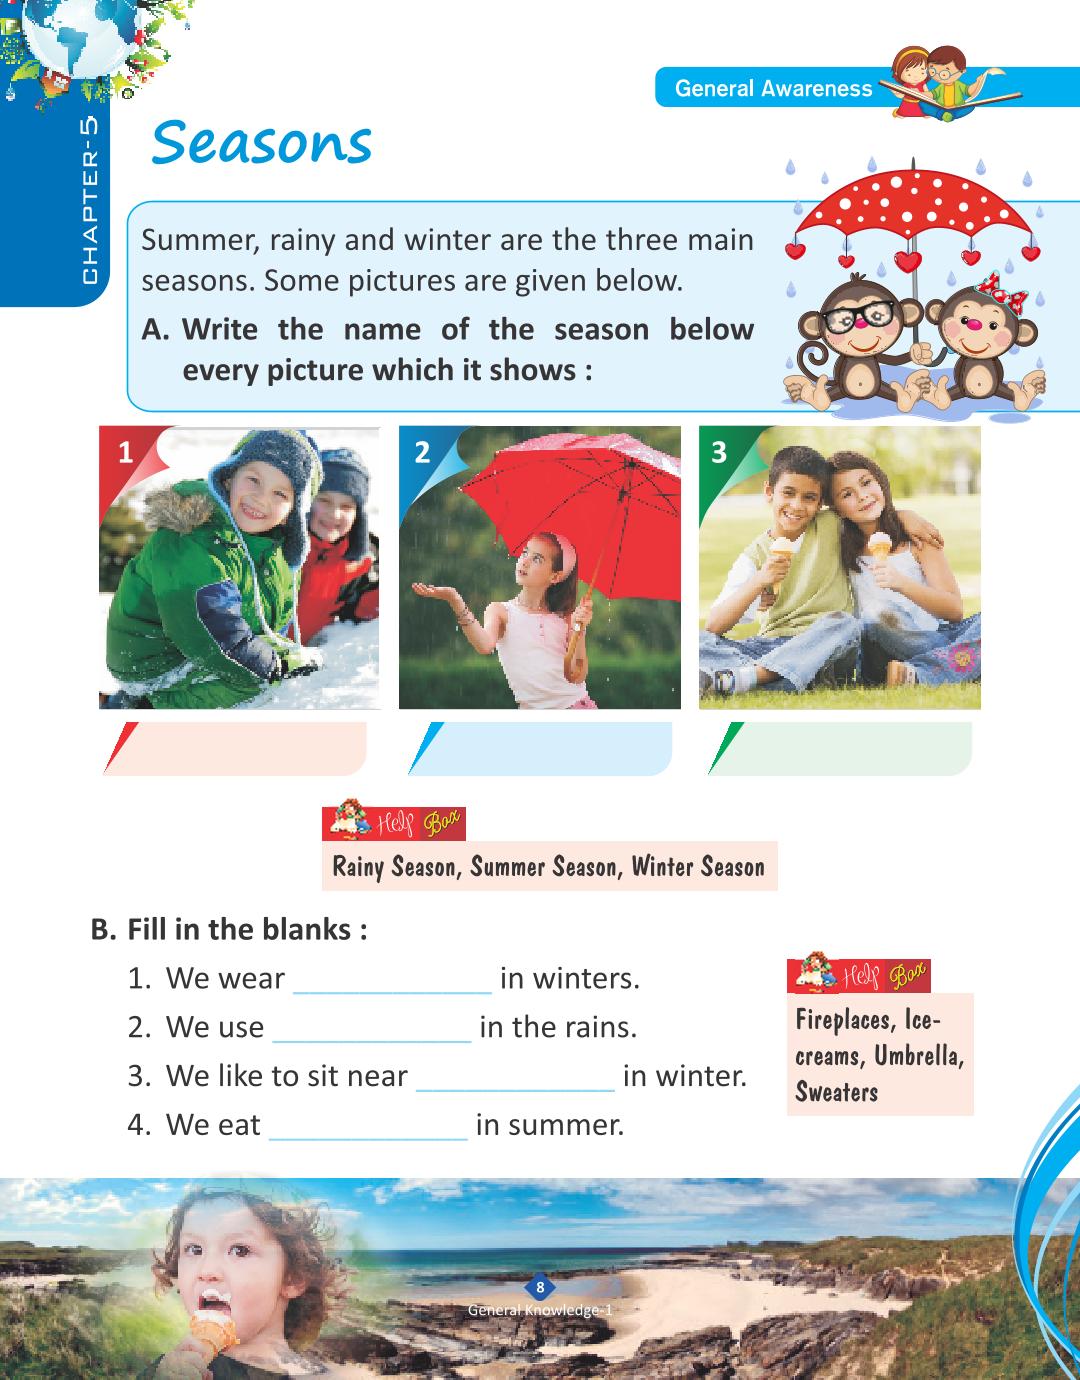 General Awareness
CHAPTER-5
Seasons
Summer, rainy and winter are the three main
seasons. Some pictures are given below.
A. Write the name of the season below
every picture which it shows :
1
2
3
Help Box
Rainy Season, Summer Season, Winter Season
B. Fill in the blanks :
1. We wear ____________ in winters.
2. We use ____________ in the rains.
3. We like to sit near ____________ in winter.
4. We eat ____________ in summer.
Help Box
Fireplaces, Ice-
creams, Umbrella,
Sweaters
8
General Knowledge-1